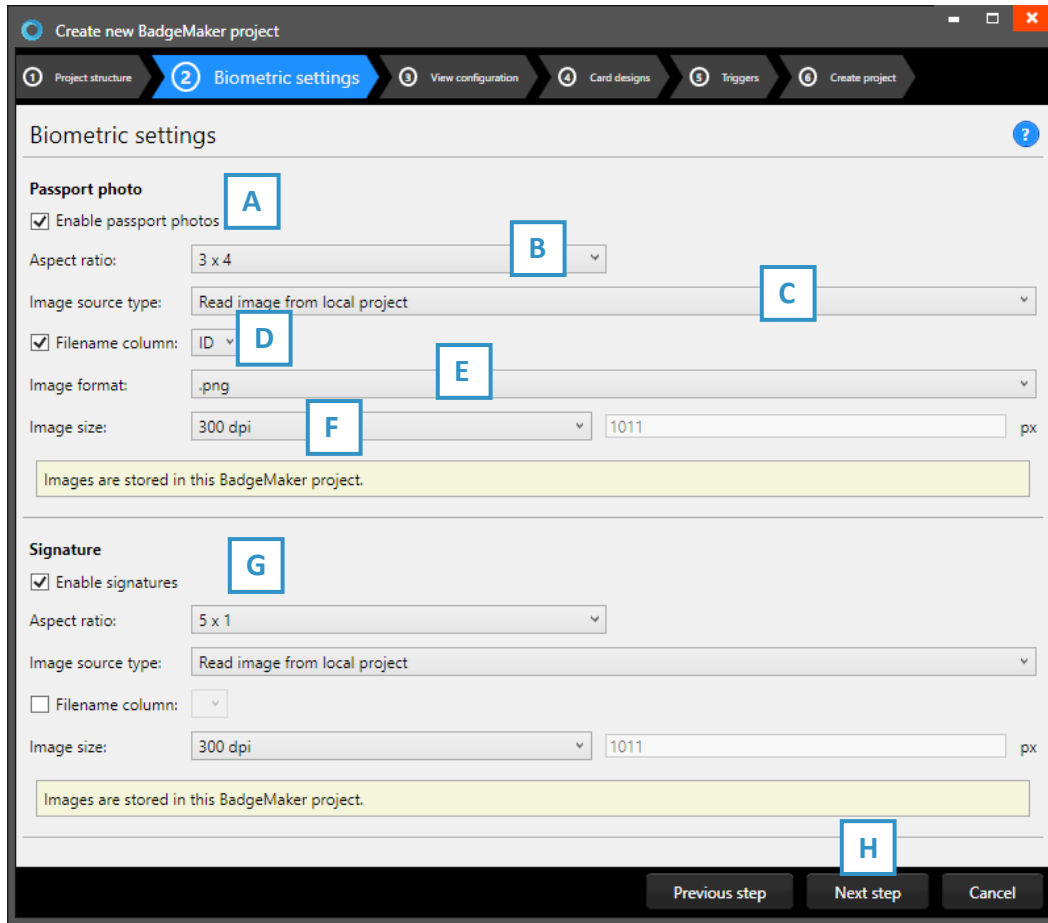 Create new BadgeMaker project
1 Project structure 2 Biometric settings 3 View configuration 4 Card designs 5 Triggers 6 Create project
Biometric settings ?
Passport photo
A
Enable passport photos
B
Aspect ratio: 3 x 4
C
Image source type: Read image from local project
Filename column: ID D
E
Image format: .png
Image size: 300 dpi F 1011 px
Images are stored in this BadgeMaker project.
Signature
G
Enable signatures
Aspect ratio: 5 x 1
Image source type: Read image from local project
Filename column:
Image size: 300 dpi 1011 px
Images are stored in this BadgeMaker project.
H
Previous step Next step Cancel